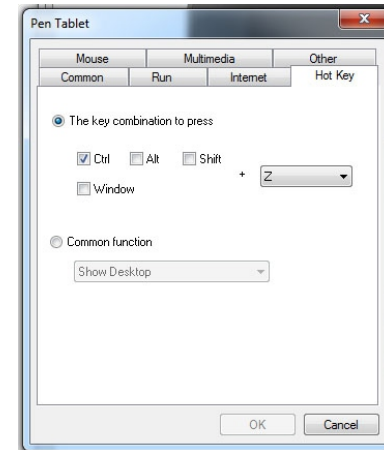 Pen Tablet
Mouse Multimedia Other
Common Run Internet Hot Key
The key combination to press
Ctrl Alt Shift
+ Z
Window
Common function
Show Desktop
OK Cancel